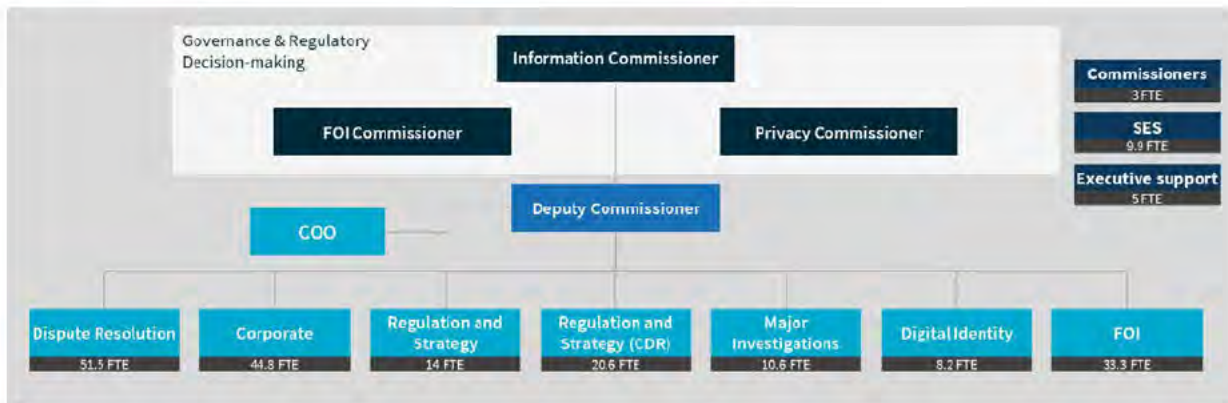 Governance & Regulatory
Decision-making
Information Commissioner
FOI Commissioner
Privacy Commissioner
Commissioners
3 FTE
SES
9.9 FTE
Executive support
5 FTE
Deputy Commissioner
COO
Dispute Resolution
51.5 FTE
Corporate
44.8 FTE
Regulation and
Strategy
14 FTE
Regulation and
Strategy (CDR)
20.6 FTE
Major
Investigations
10.6 FTE
Digital Identity
8.2 FTE
FOI
33.3 FTE